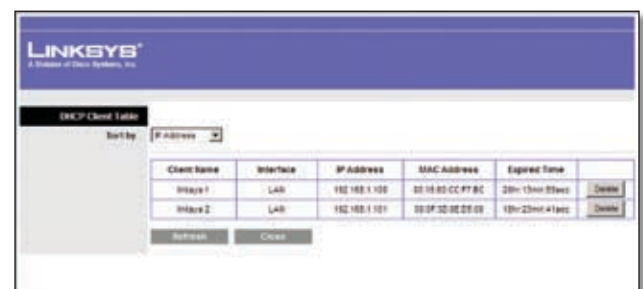 LINKSYS®
A Division of Cisco Systems, Inc.
DHCP Client Table
Sort by IP Address
Client Name Interface IP Address MAC Address Expired Time
LAN 192.168.1.100 Delete
LAN 192.168.1.101 Delete
Refresh Close